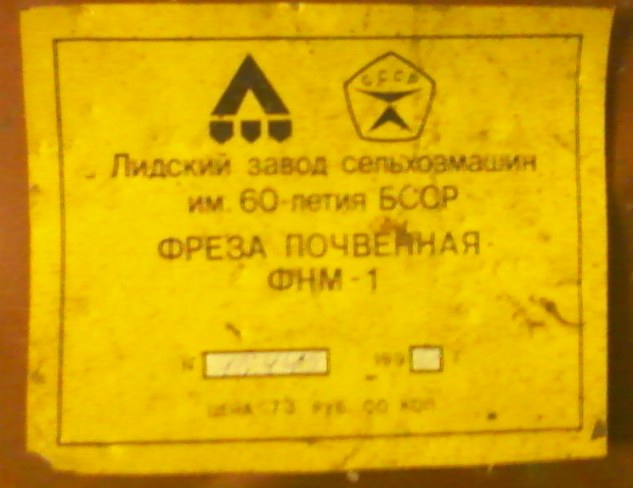 СССР
Лидский завод сельхозмашин
им. 60-летия БССР
ФРЕЗА ПОЧВЕННАЯ
ФНМ-1
№ 199 г
ЦЕНА 73 РУБ. 00 КОП